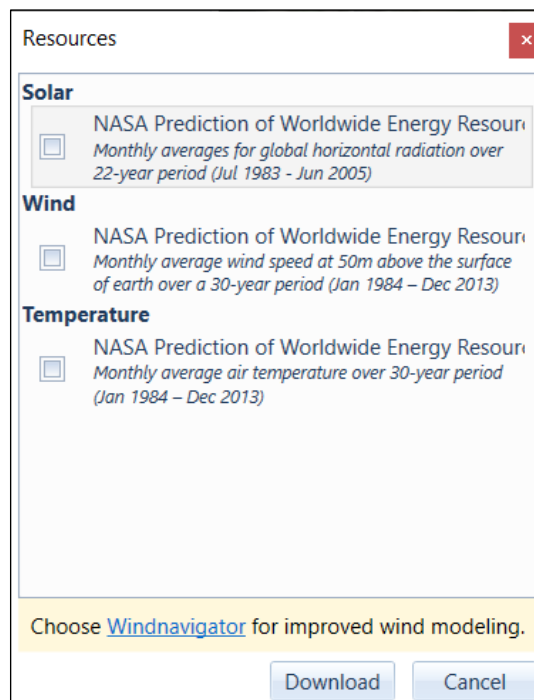 Resources
Solar
NASA Prediction of Worldwide Energy Resour
Monthly averages for global horizontal radiation over
22-year period (Jul 1983 - Jun 2005)
Wind
NASA Prediction of Worldwide Energy Resour
Monthly average wind speed at 50m above the surface
of earth over a 30-year period (Jan 1984 – Dec 2013)
Temperature
NASA Prediction of Worldwide Energy Resour
Monthly average air temperature over 30-year period
(Jan 1984 – Dec 2013)
Choose Windnavigator for improved wind modeling.
Download Cancel